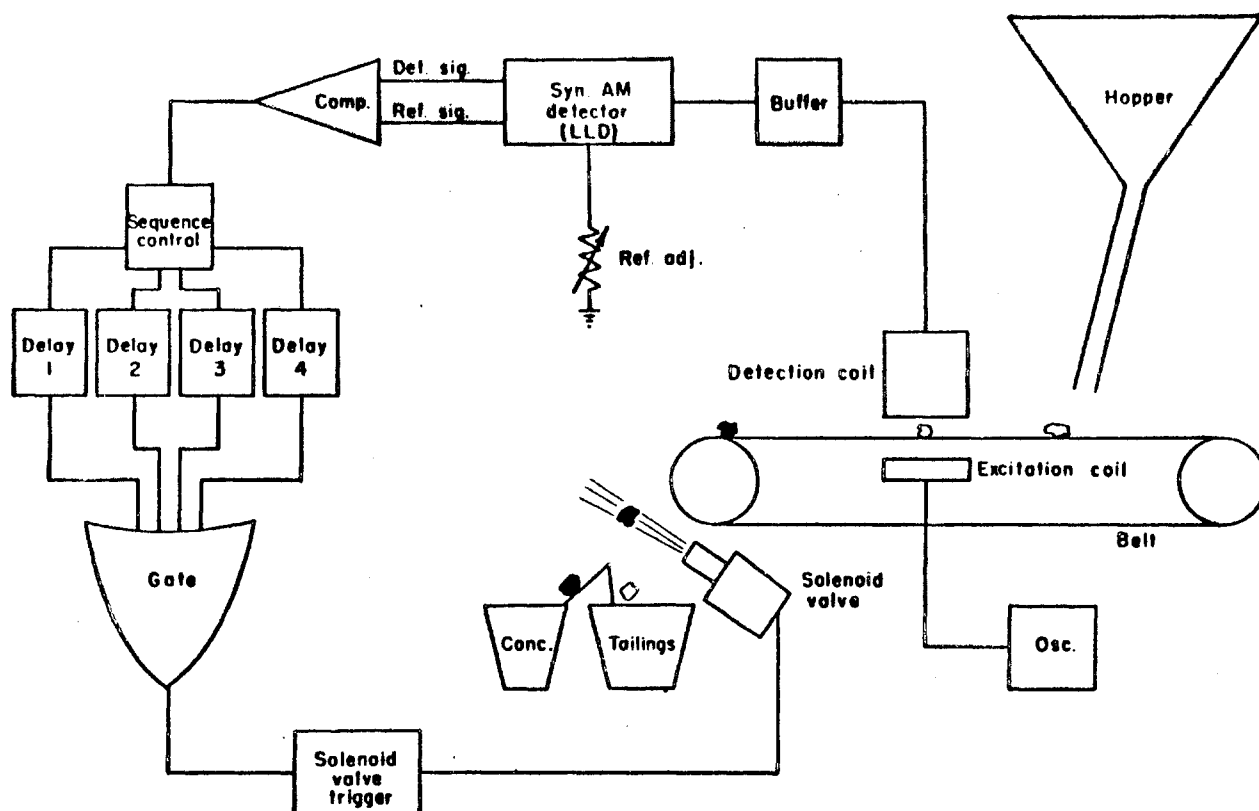 Det. sig.
Comp.
Ref. sig.
Syn. AM
detector
(LLD)
Buffer
Hopper
Sequence
control
Ref. adj.
Delay
1
Delay
2
Delay
3
Delay
4
Detection coil
Excitation coil
Belt
Gate
Solenoid
valve
Conc.
Tailings
Osc.
Solenoid
valve
trigger